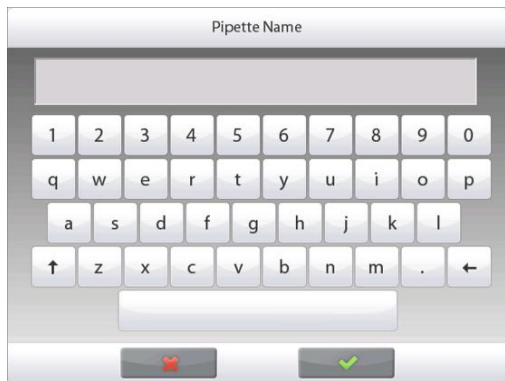 Pipette Name
1 2 3 4 5 6 7 8 9 0
q w e r t y u i o p
a s d f g h j k l
↑ z x c v b n m . ←